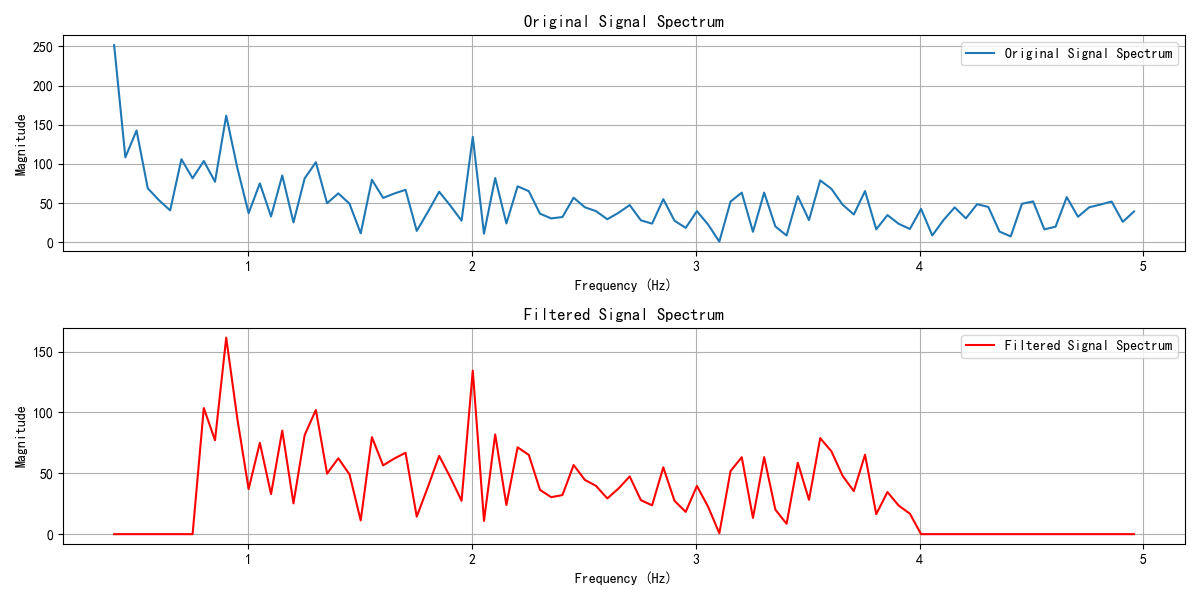 Original Signal Spectrum
Original Signal Spectrum
Magnitude
250
200
150
100
50
0
1 2 3 4 5
Frequency (Hz)
Filtered Signal Spectrum
Filtered Signal Spectrum
Magnitude
150
100
50
0
1 2 3 4 5
Frequency (Hz)